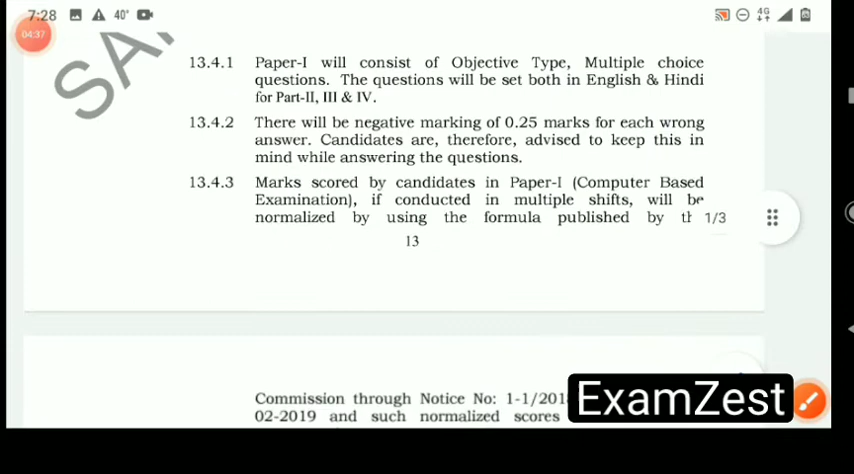 7:28 40°
04:37
4G
SA
13.4.1 Paper-I will consist of Objective Type, Multiple choice
questions. The questions will be set both in English & Hindi
for Part-II, III & IV.
13.4.2 There will be negative marking of 0.25 marks for each wrong
answer. Candidates are, therefore, advised to keep this in
mind while answering the questions.
13.4.3 Marks scored by candidates in Paper-I (Computer Based
Examination), if conducted in multiple shifts, will be
normalized by using the formula published by 1/3
13
Commission through Notice No: 1-1/201
02-2019 and such normalized scores
ExamZest